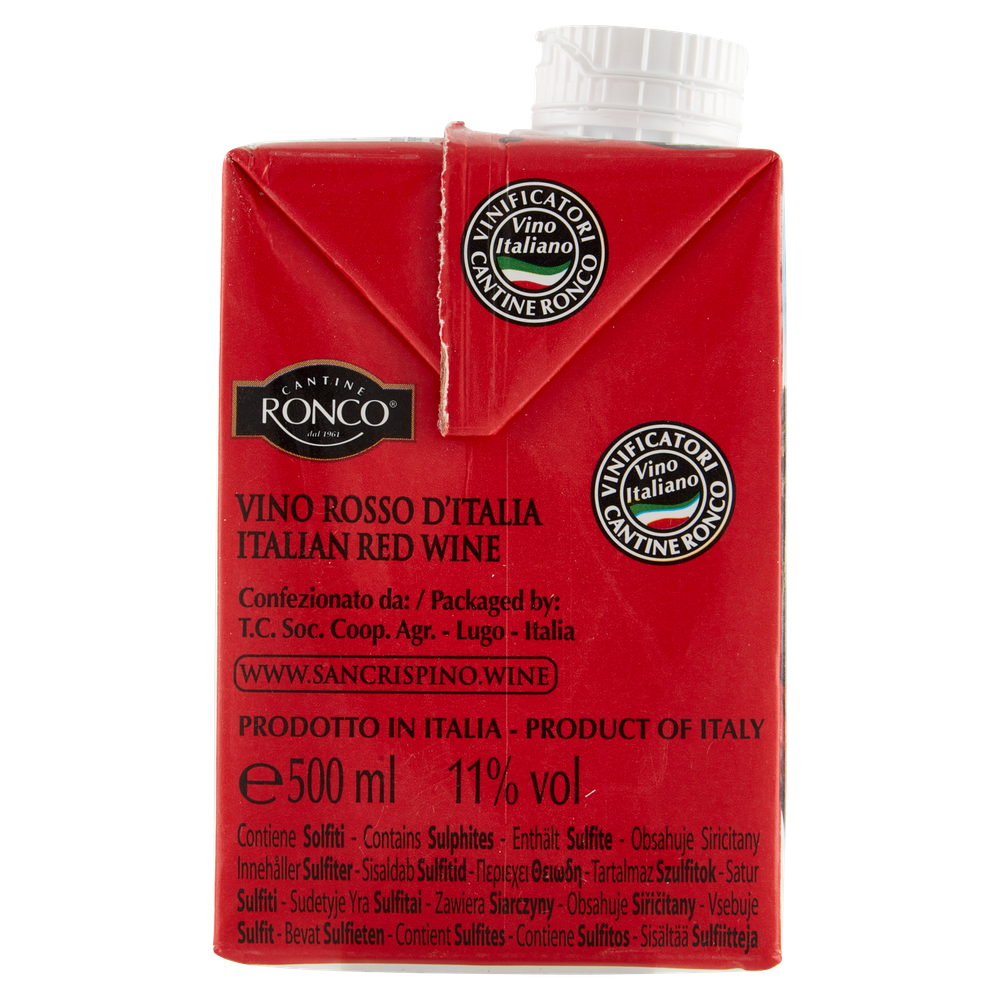 VINIFICATORI
Vino
Italiano
CANTINE RONCO
CANTINE
RONCO®
dal 1961
VINIFICATORI
Vino
Italiano
CANTINE RONCO
VINO ROSSO D'ITALIA
ITALIAN RED WINE
Confezionato da: / Packaged by:
T.C. Soc. Coop. Agr. - Lugo - Italia
WWW.SANCRISPINO.WINE
PRODOTTO IN ITALIA - PRODUCT OF ITALY
℮500 ml 11% vol
Contiene Solfiti - Contains Sulphites - Enthält Sulfite - Obsahuje Siricitany
Innehåller Sulfiter - Sisaldab Sulfitid - Περιεχει Θειωδη - Tartalmaz Szulfitok - Satur
Sulfiti - Sudetyje Yra Sulfitai - Zawiera Siarczyny - Obsahuje Siřičitany - Vsebuje
Sulfit - Bevat Sulfieten - Contient Sulfites - Contiene Sulfitos - Sisältää Sulfiitteja